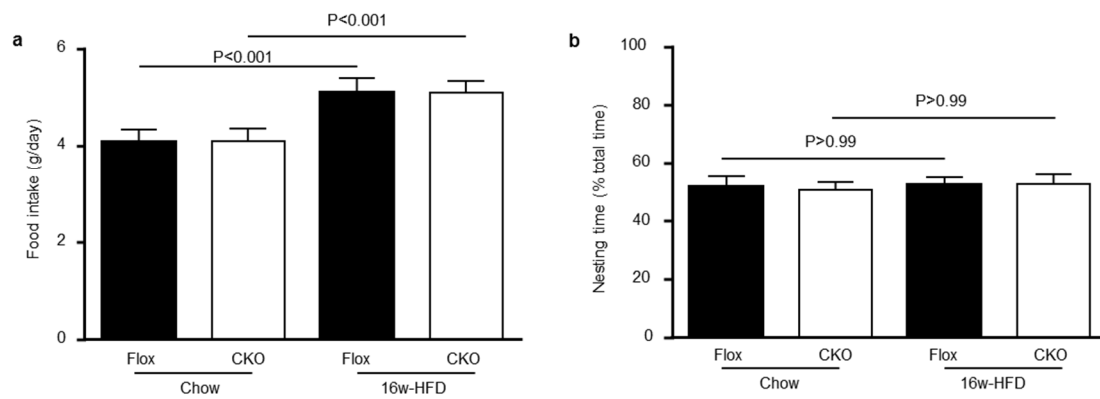 a
P<0.001
P<0.001
Food intake (g/day)
6
4
2
0
Flox CKO Flox CKO
Chow 16w-HFD
b
P>0.99
P>0.99
Nesting time (% total time)
100
80
60
40
20
0
Flox CKO Flox CKO
Chow 16w-HFD